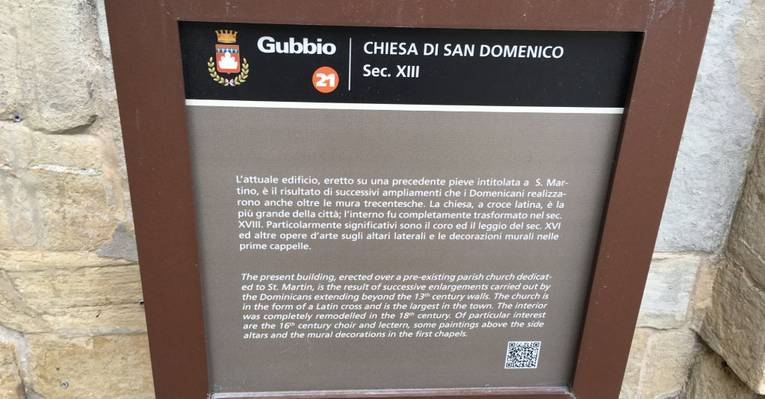 Gubbio
21
CHIESA DI SAN DOMENICO
Sec. XIII
L'attuale edificio, eretto su una precedente pieve intitolata a S. Mar-
tino, è il risultato di successivi ampliamenti che i Domenicani realizza-
rono anche oltre le mura trecentesche. La chiesa, a croce latina, è la
più grande della città; l'interno fu completamente trasformato nel sec.
XVIII. Particolarmente significativi sono il coro ed il leggio del sec. XVI
ed altre opere d'arte sugli altari laterali e le decorazioni murali nelle
prime cappelle.
The present building, erected over a pre-existing parish church dedicat-
ed to St. Martin, is the result of successive enlargements carried out by
the Dominicans extending beyond the 13th century walls. The church is
in the form of a Latin cross and is the largest in the town. The interior
was completely remodelled in the 18th century. Of particular interest
are the 16th century choir and lectern, some paintings above the side
altars and the mural decorations in the first chapels.